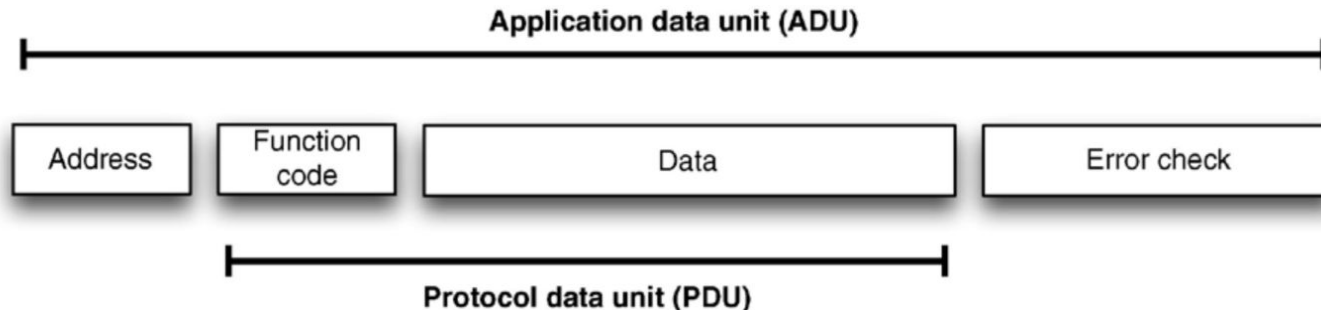 Application data unit (ADU)
Address
Function
code
Data
Error check
Protocol data unit (PDU)